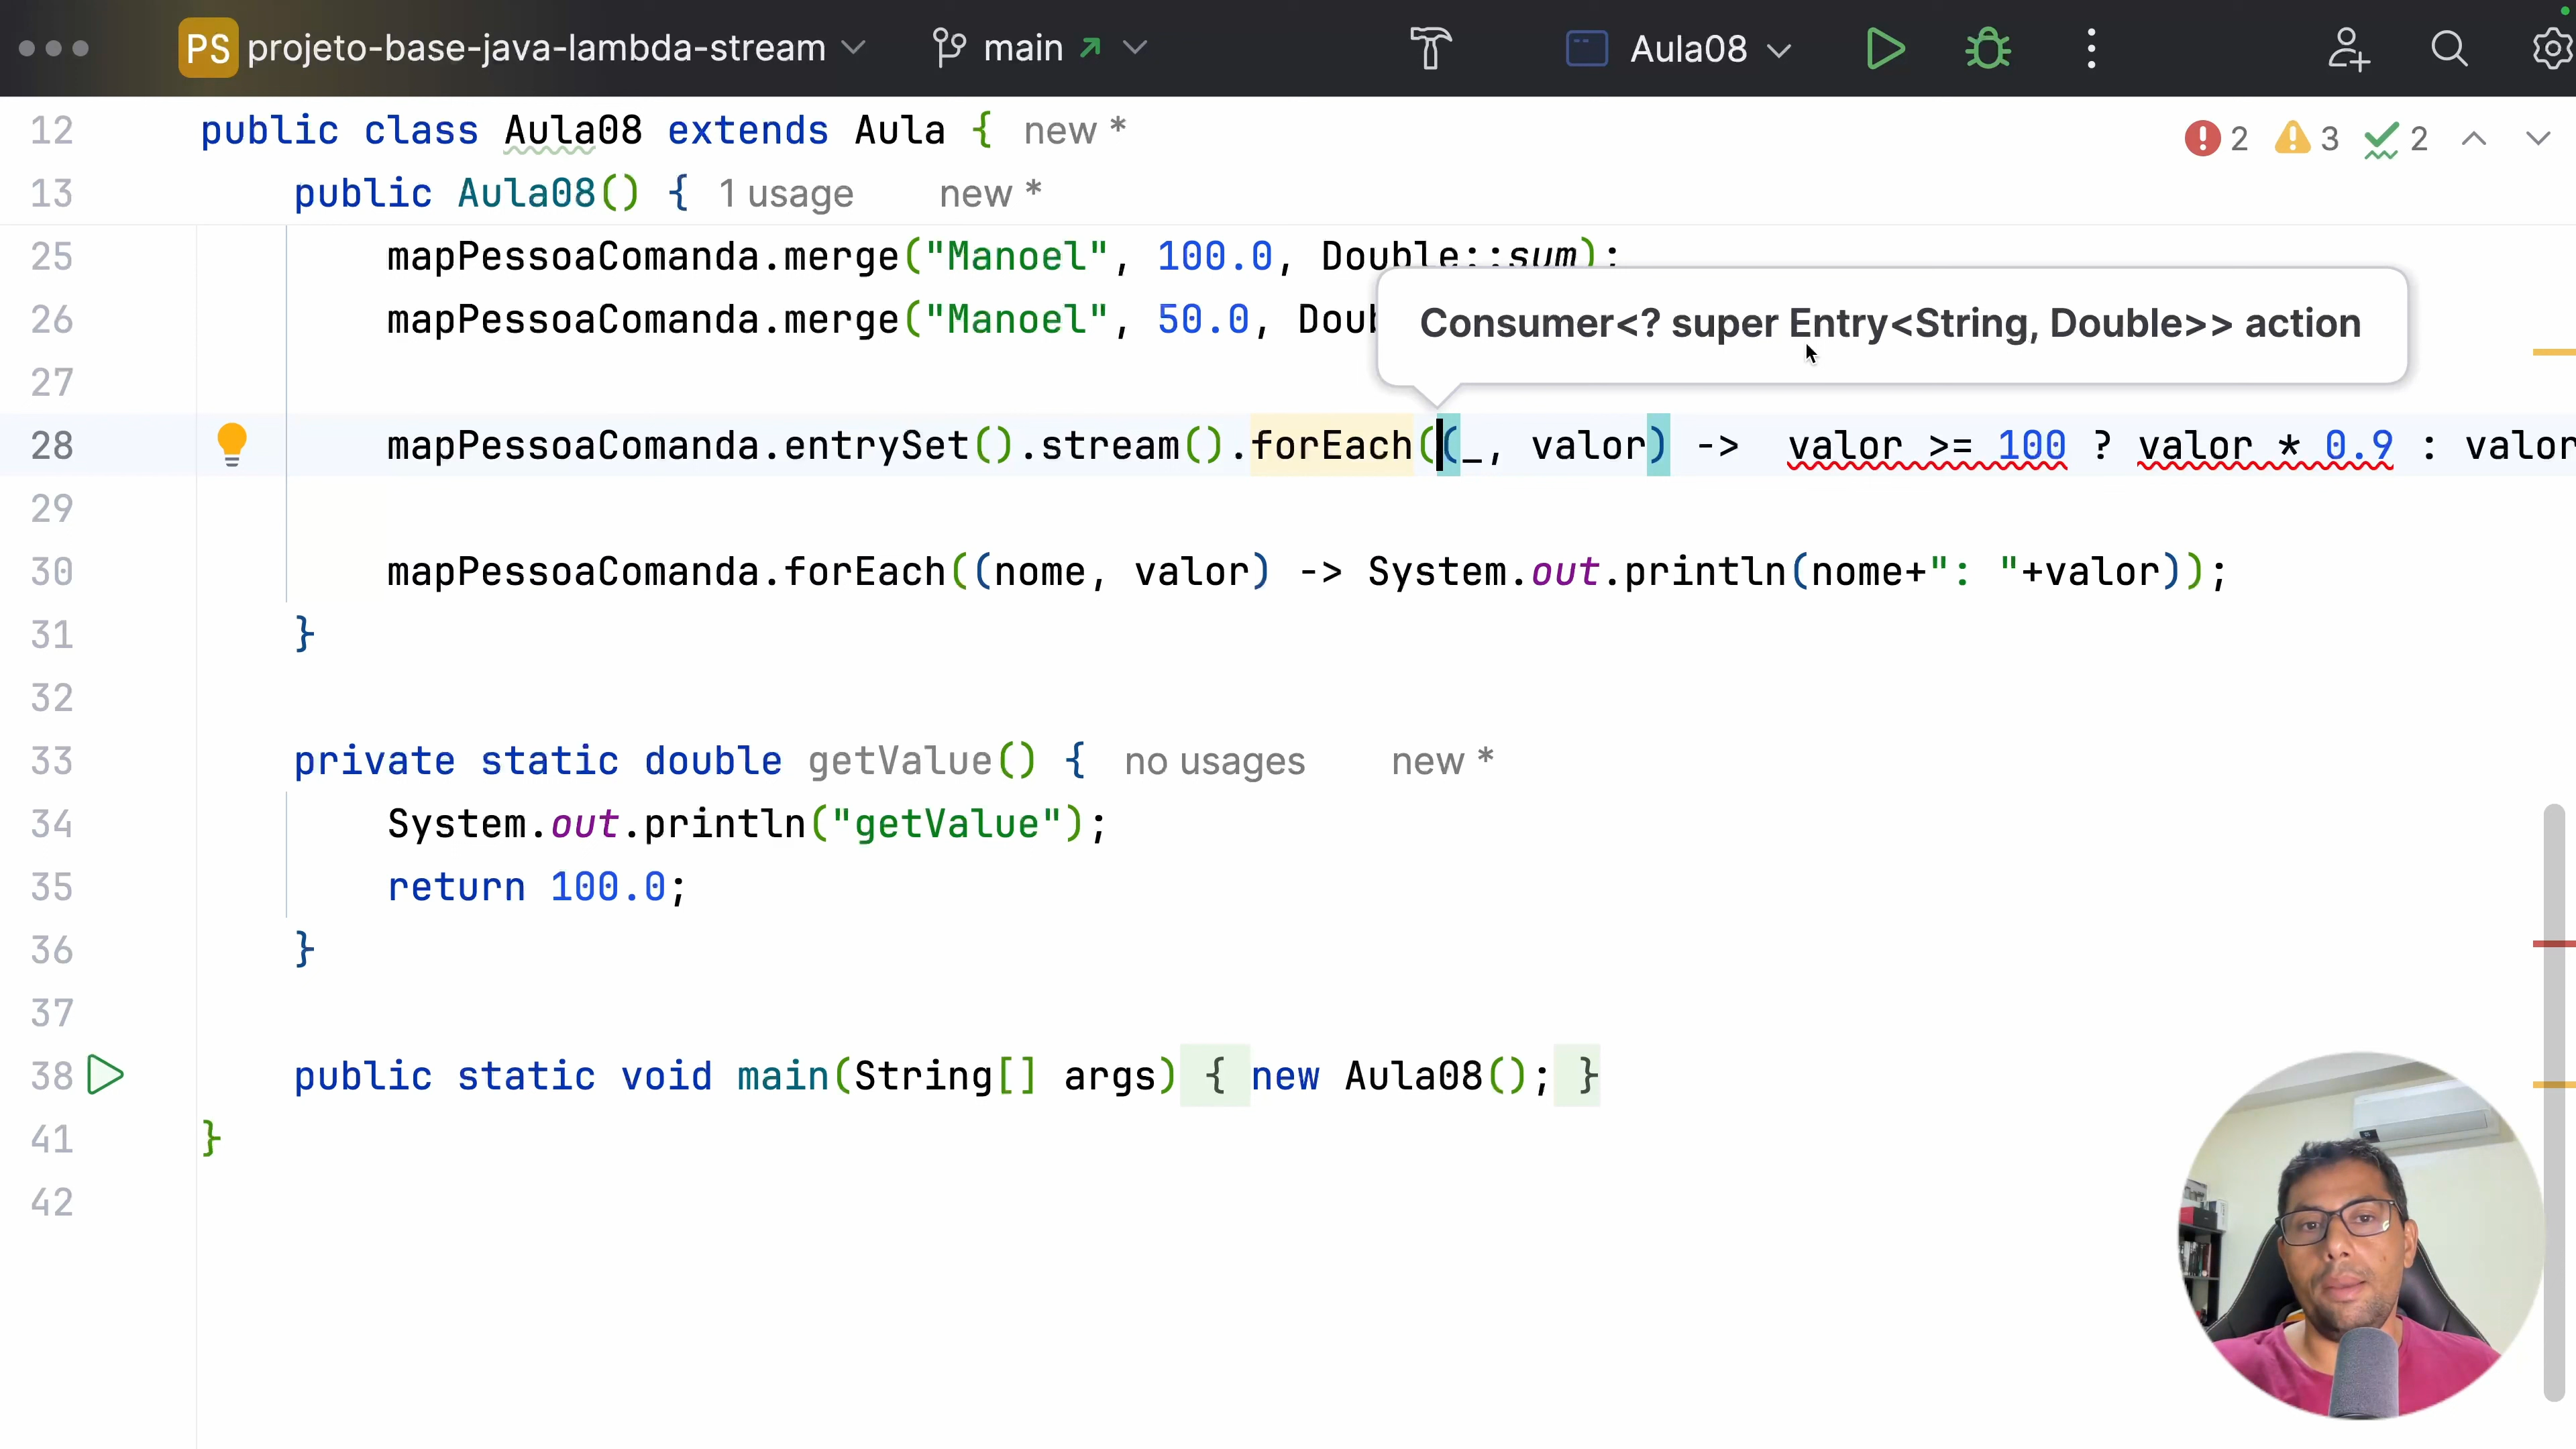 PS projeto-base-java-lambda-stream main Aula08
12 public class Aula08 extends Aula { new * 2 3 2
13 public Aula08() { 1 usage new *
25 mapPessoaComanda.merge("Manoel", 100.0, Double::sum);
26 mapPessoaComanda.merge("Manoel", 50.0, Doub
Consumer<? super Entry<String, Double>> action
27
28 mapPessoaComanda.entrySet().stream().forEach((_, valor) -> valor >= 100 ? valor * 0.9 : valor
29
30 mapPessoaComanda.forEach((nome, valor) -> System.out.println(nome+": "+valor));
31 }
32
33 private static double getValue() { no usages new *
34 System.out.println("getValue");
35 return 100.0;
36 }
37
38 public static void main(String[] args) { new Aula08(); }
41 }
42